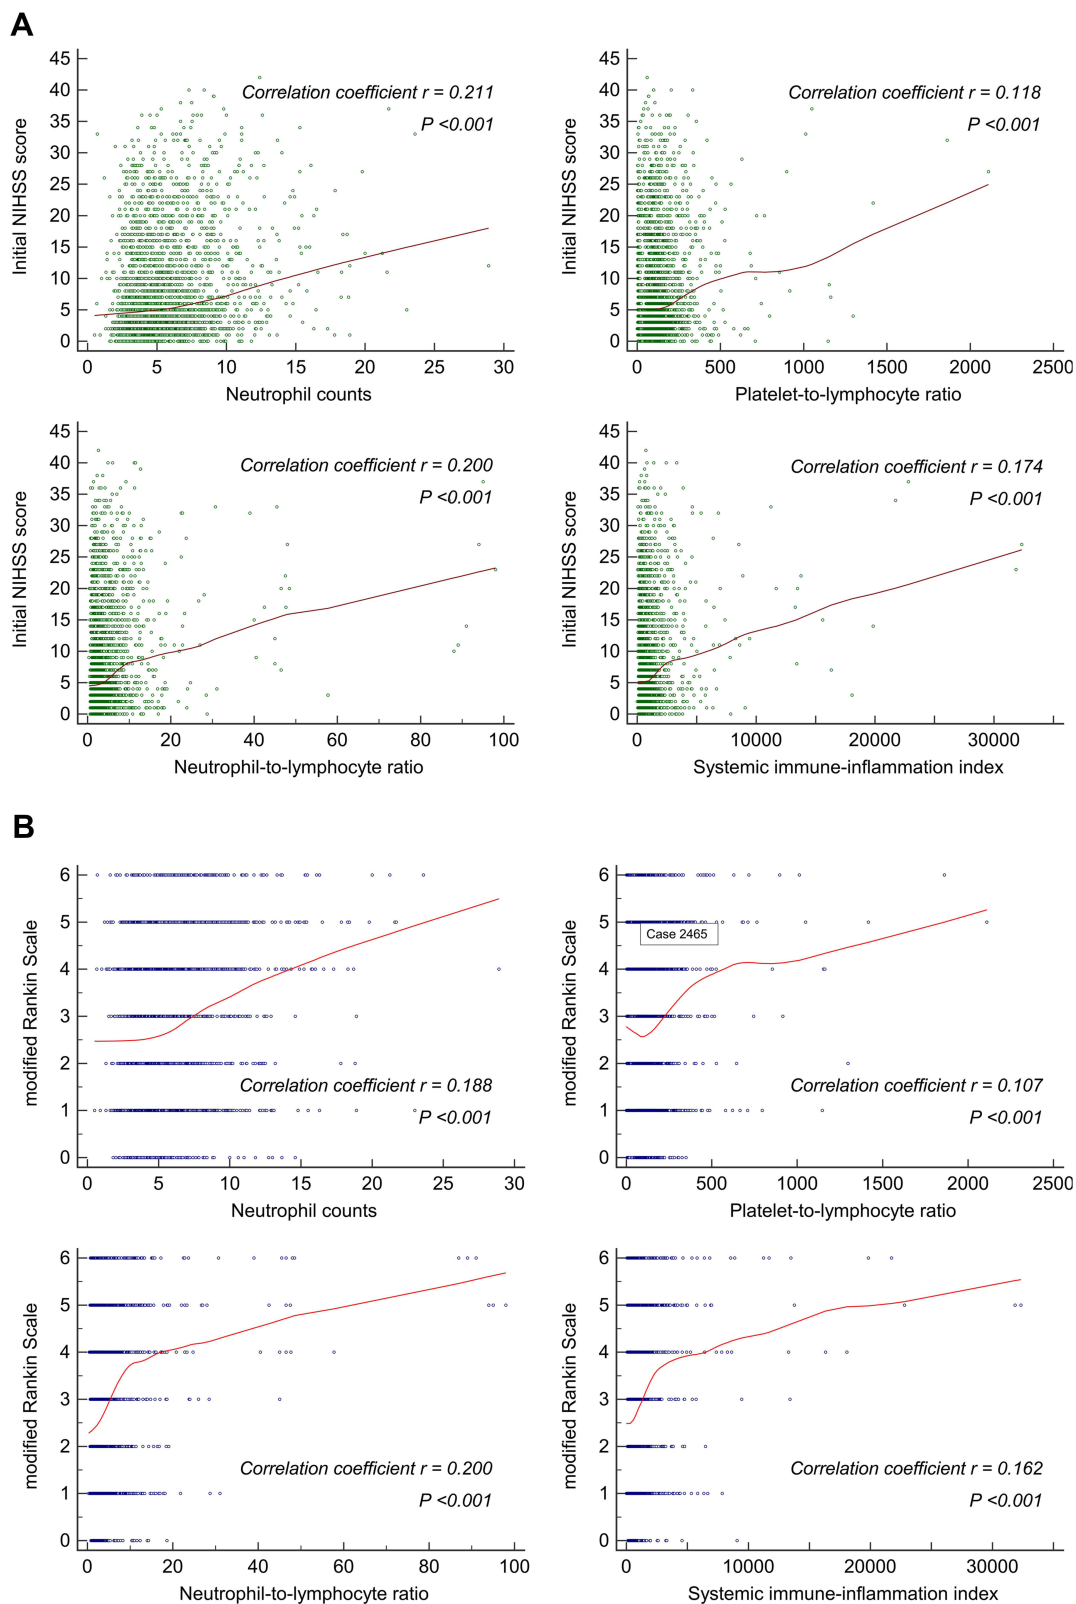 A
45
40
35
30
25
20
15
10
5
0
Initial NIHSS score
Correlation coefficient r = 0.211
P <0.001
0 5 10 15 20 25 30
Neutrophil counts
45
40
35
30
25
20
15
10
5
0
Initial NIHSS score
Correlation coefficient r = 0.118
P <0.001
0 500 1000 1500 2000 2500
Platelet-to-lymphocyte ratio
45
40
35
30
25
20
15
10
5
0
Initial NIHSS score
Correlation coefficient r = 0.200
P <0.001
0 20 40 60 80 100
Neutrophil-to-lymphocyte ratio
45
40
35
30
25
20
15
10
5
0
Initial NIHSS score
Correlation coefficient r = 0.174
P <0.001
0 10000 20000 30000
Systemic immune-inflammation index
B
6
5
4
3
2
1
0
modified Rankin Scale
Correlation coefficient r = 0.188
P <0.001
0 5 10 15 20 25 30
Neutrophil counts
6
5
4
3
2
1
0
modified Rankin Scale
Case 2465
Correlation coefficient r = 0.107
P <0.001
0 500 1000 1500 2000 2500
Platelet-to-lymphocyte ratio
6
5
4
3
2
1
0
modified Rankin Scale
Correlation coefficient r = 0.200
P <0.001
0 20 40 60 80 100
Neutrophil-to-lymphocyte ratio
6
5
4
3
2
1
0
modified Rankin Scale
Correlation coefficient r = 0.162
P <0.001
0 10000 20000 30000
Systemic immune-inflammation index